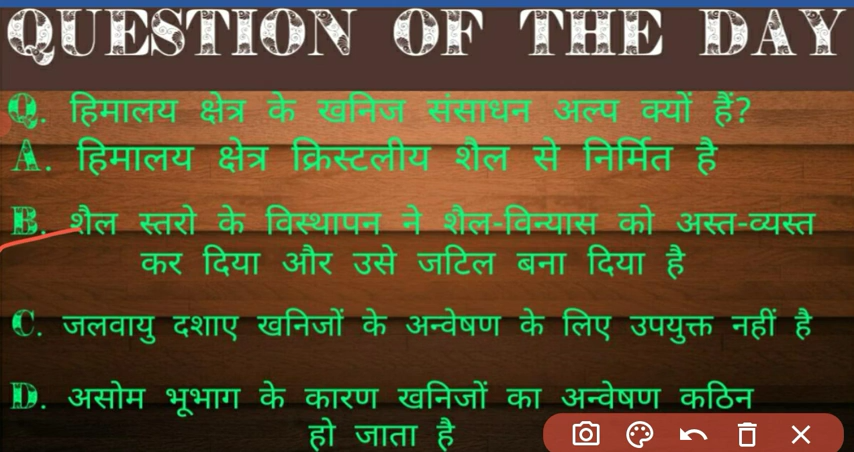 QUESTION OF THE DAY
Q. हिमालय क्षेत्र के खनिज संसाधन अल्प क्यों हैं?
A. हिमालय क्षेत्र क्रिस्टलीय शैल से निर्मित है
B. शैल स्तरो के विस्थापन ने शैल-विन्यास को अस्त-व्यस्त
कर दिया और उसे जटिल बना दिया है
C. जलवायु दशाए खनिजों के अन्वेषण के लिए उपयुक्त नहीं है
D. असोम भूभाग के कारण खनिजों का अन्वेषण कठिन
हो जाता है